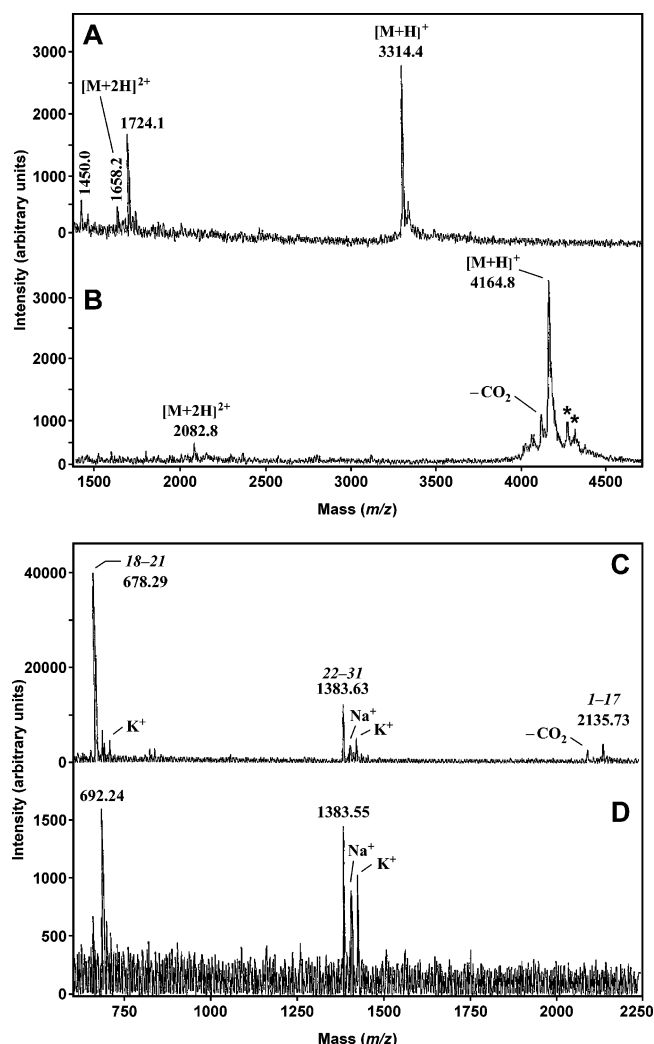 A
[M+H]+
3314.4
[M+2H]2+
1724.1
1450.0
1658.2
3000
2000
1000
0
Intensity (arbitrary units)
B
[M+H]+
4164.8
–CO2
* *
[M+2H]2+
2082.8
3000
2000
1000
0
1500 2000 2500 3000 3500 4000 4500
Mass (m/z)
C
18–21
678.29
K+
22–31
1383.63
Na+
K+
1–17
2135.73
–CO2
40000
20000
0
Intensity (arbitrary units)
D
692.24
1383.55
Na+
K+
1500
1000
500
0
750 1000 1250 1500 1750 2000 2250
Mass (m/z)